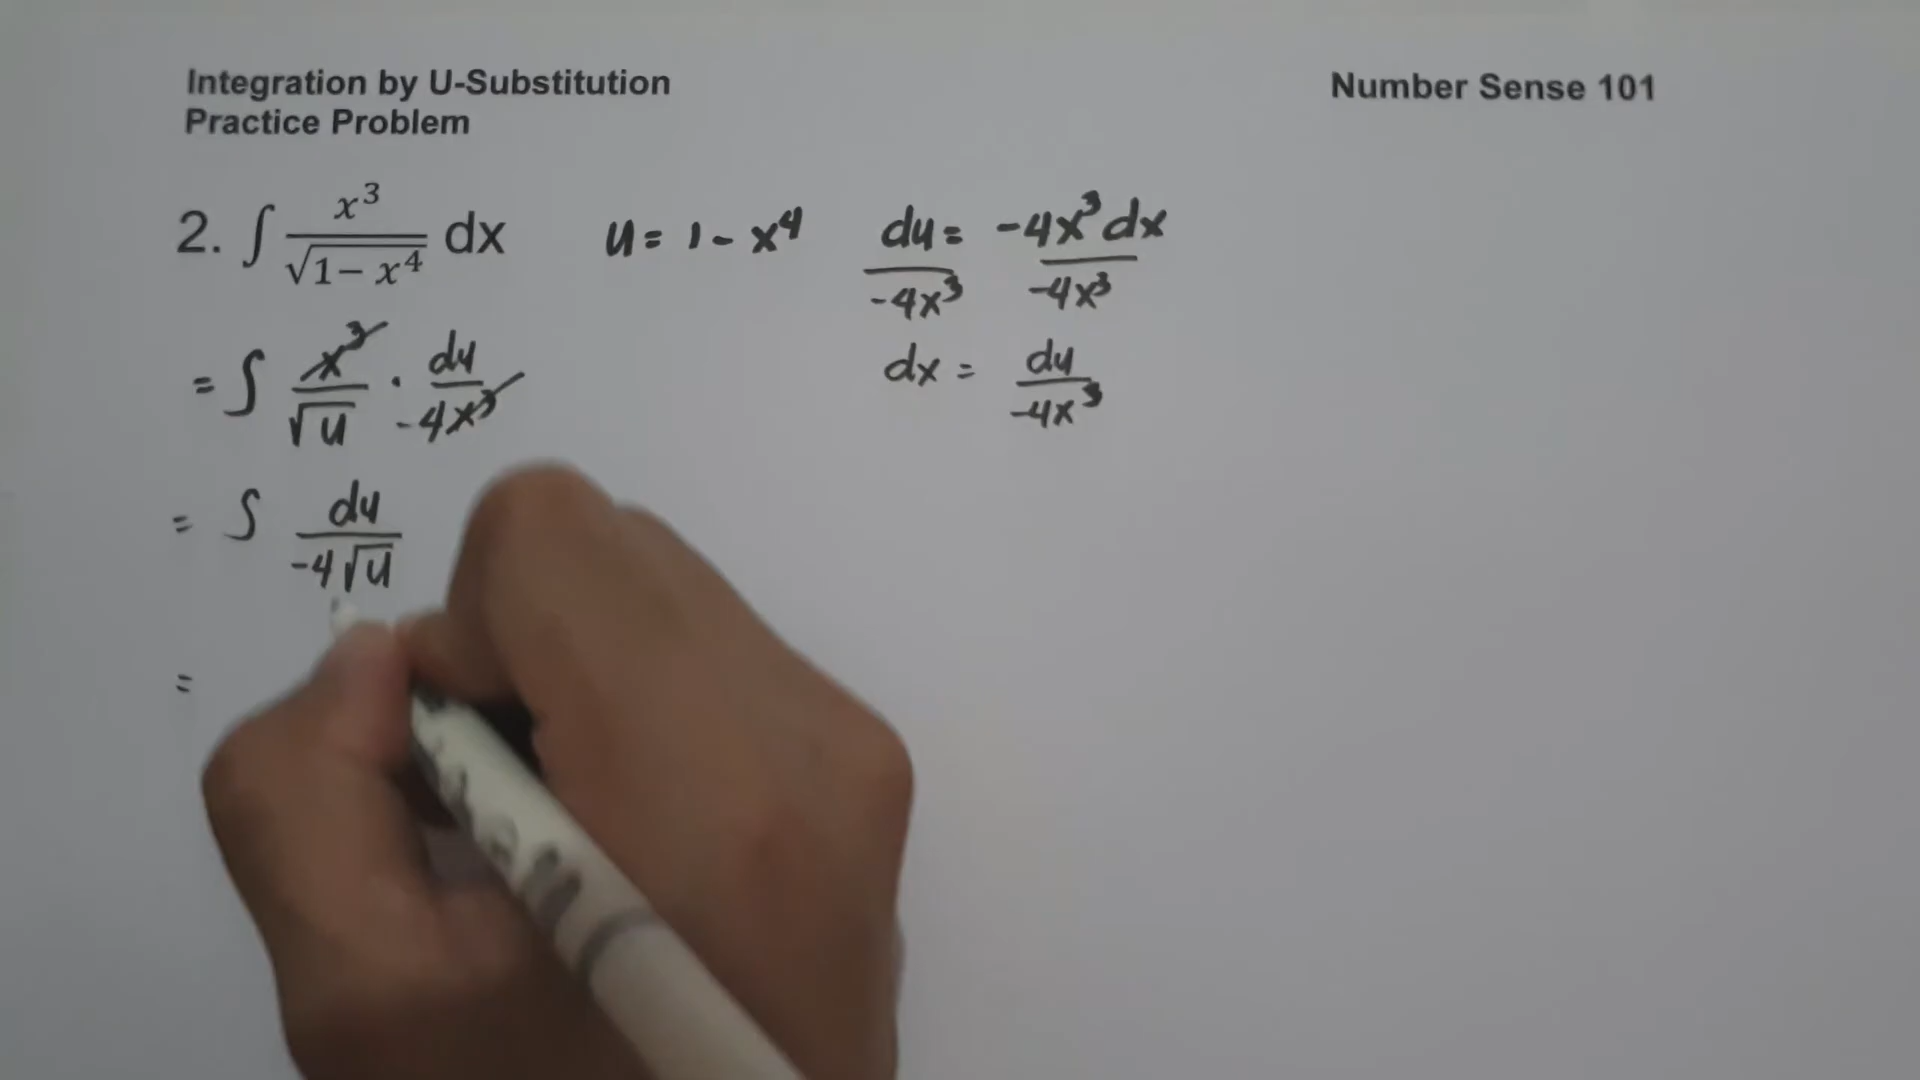 Integration by U-Substitution
Practice Problem
Number Sense 101
2. ∫ x³/√(1 − x⁴) dx
u = 1 - x⁴
du/-4x³ = -4x³dx/-4x³
dx = du/-4x³
= ∫ x³/√u · du/-4x³
= ∫ du/-4√u
=